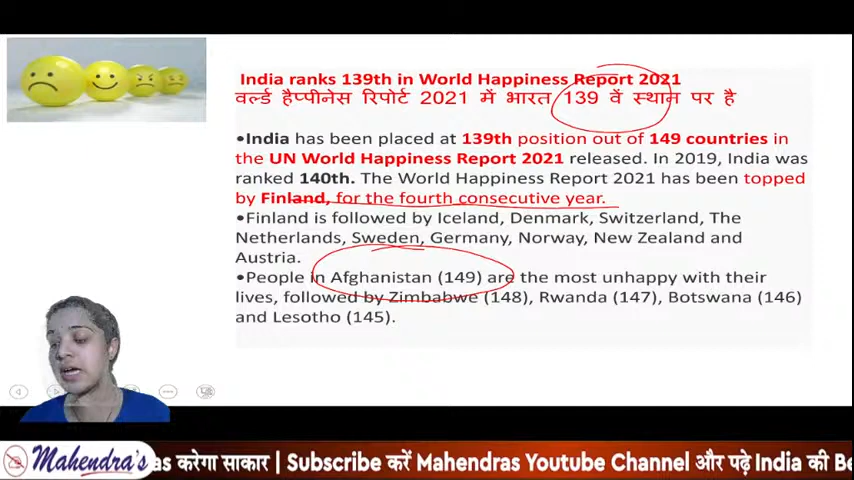 India ranks 139th in World Happiness Report 2021
वर्ल्ड हैप्पीनेस रिपोर्ट 2021 में भारत 139 वें स्थान पर है
•India has been placed at 139th position out of 149 countries in
the UN World Happiness Report 2021 released. In 2019, India was
ranked 140th. The World Happiness Report 2021 has been topped
by Finland, for the fourth consecutive year.
•Finland is followed by Iceland, Denmark, Switzerland, The
Netherlands, Sweden, Germany, Norway, New Zealand and
Austria.
•People in Afghanistan (149) are the most unhappy with their
lives, followed by Zimbabwe (148), Rwanda (147), Botswana (146)
and Lesotho (145).
Mahendra's as करेगा साकार | Subscribe करें Mahendras Youtube Channel और पढ़े India की Be